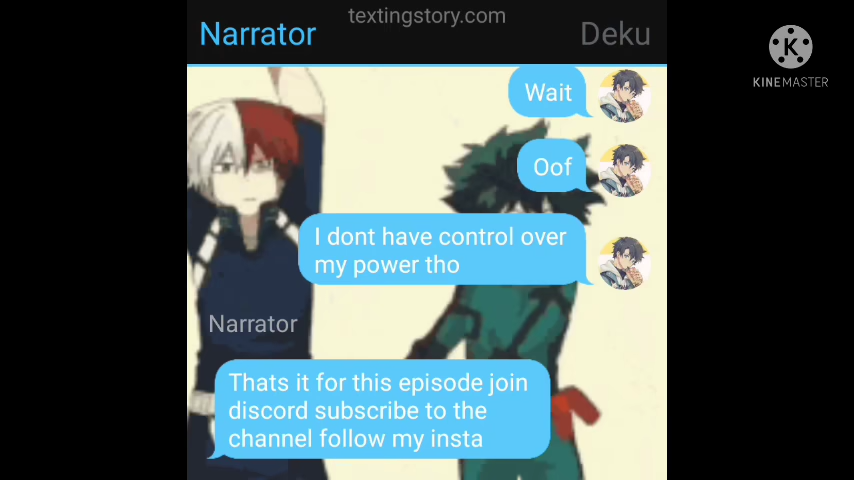 textingstory.com
Narrator
Deku
K
KINEMASTER
Wait
Oof
I dont have control over
my power tho
Narrator
Thats it for this episode join
discord subscribe to the
channel follow my insta